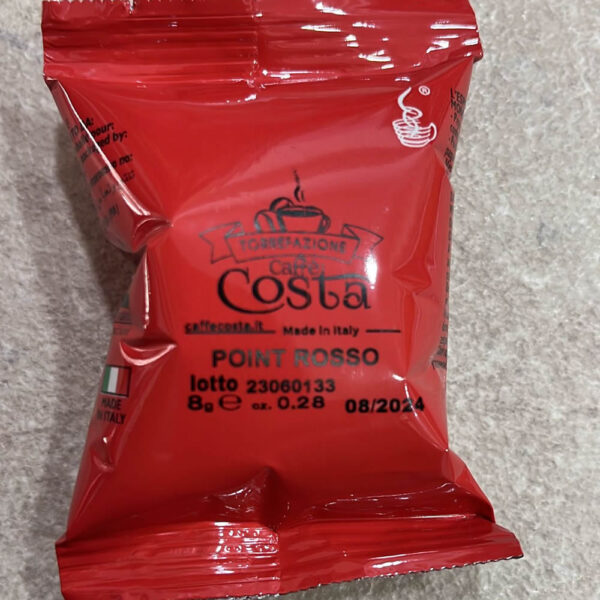 TORREFAZIONE
Caffè
Costa
caffecosta.it Made in Italy
POINT ROSSO
lotto 23060133
8g e oz. 0.28 08/2024
MADE
IN ITALY